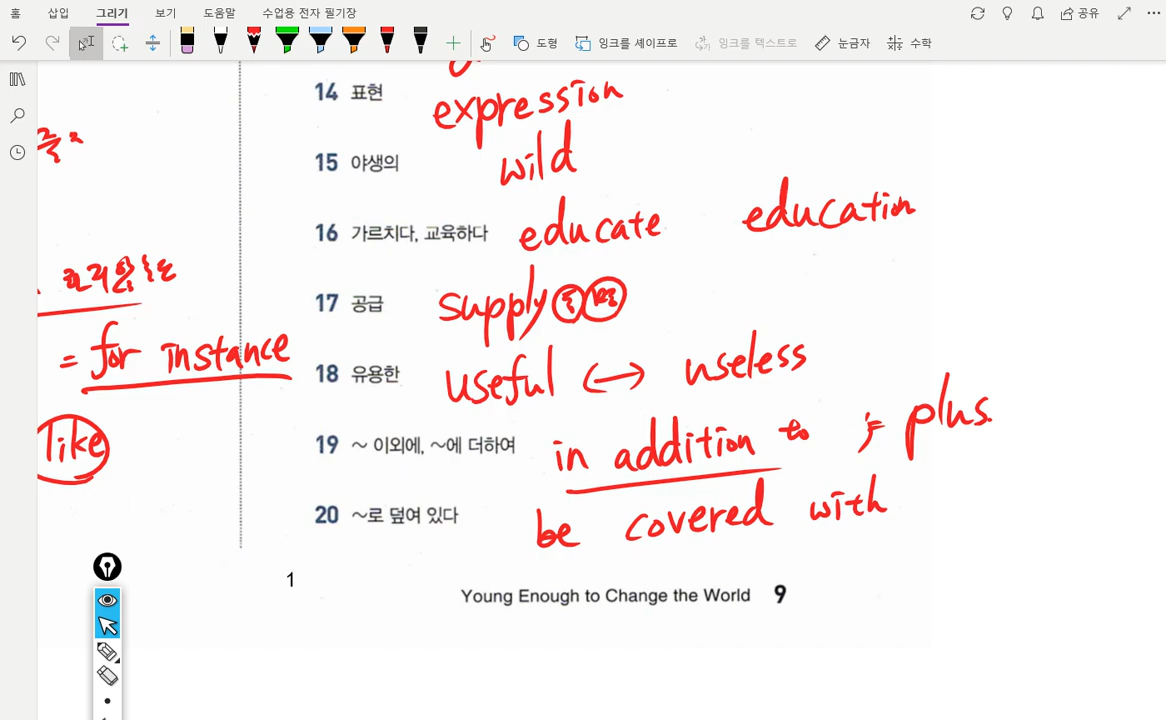 홈 삽입 그리기 보기 도움말 수업용 전자 필기장 공유
도형 잉크를 셰이프로 잉크를 텍스트로 눈금자 수학
14 표현 expression
15 야생의 wild
16 가르치다, 교육하다 educate education
17 공급 supply
= for instance
18 유용한 useful ↔ useless
like
19 ~ 이외에, ~에 더하여 in addition to = plus
20 ~로 덮여 있다 be covered with
1
Young Enough to Change the World 9